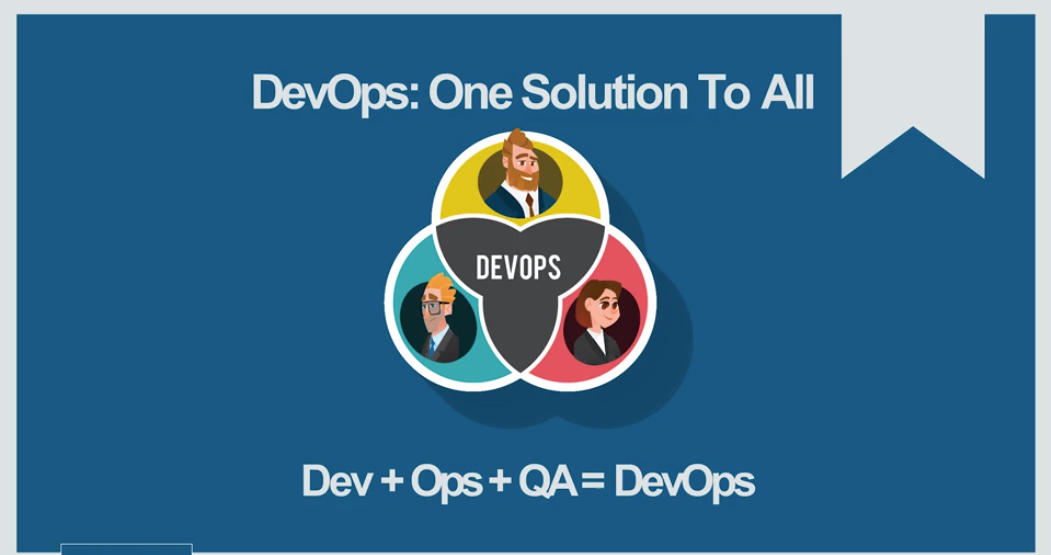 DevOps: One Solution To All
DEVOPS
Dev + Ops + QA = DevOps